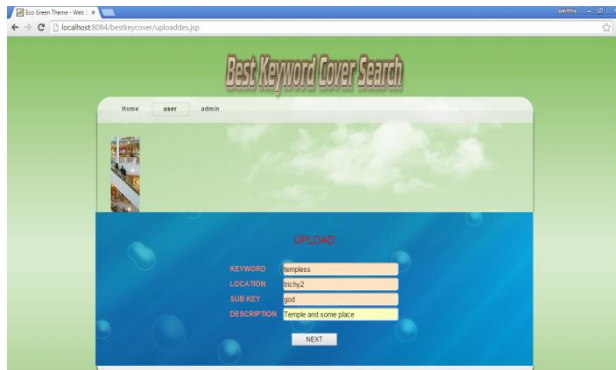 Eco Green Theme - Web
localhost:8084/bestkeycover/uploaddes.jsp
Best Keyword Cover Search
Home user admin
UPLOAD
KEYWORD templess
LOCATION trichy2
SUB KEY god
DESCRIPTION Temple and some place
NEXT